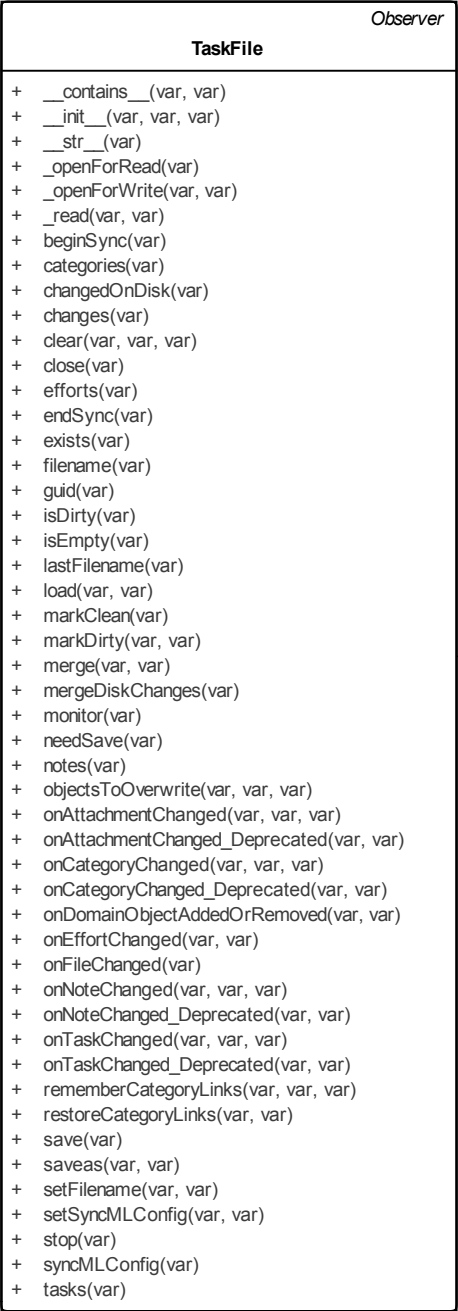 Observer
TaskFile
+ __contains__(var, var)
+ __init__(var, var, var)
+ __str__(var)
+ _openForRead(var)
+ _openForWrite(var, var)
+ _read(var, var)
+ beginSync(var)
+ categories(var)
+ changedOnDisk(var)
+ changes(var)
+ clear(var, var, var)
+ close(var)
+ efforts(var)
+ endSync(var)
+ exists(var)
+ filename(var)
+ guid(var)
+ isDirty(var)
+ isEmpty(var)
+ lastFilename(var)
+ load(var, var)
+ markClean(var)
+ markDirty(var, var)
+ merge(var, var)
+ mergeDiskChanges(var)
+ monitor(var)
+ needSave(var)
+ notes(var)
+ objectsToOverwrite(var, var, var)
+ onAttachmentChanged(var, var, var)
+ onAttachmentChanged_Deprecated(var, var)
+ onCategoryChanged(var, var, var)
+ onCategoryChanged_Deprecated(var, var)
+ onDomainObjectAddedOrRemoved(var, var)
+ onEffortChanged(var, var)
+ onFileChanged(var)
+ onNoteChanged(var, var, var)
+ onNoteChanged_Deprecated(var, var)
+ onTaskChanged(var, var, var)
+ onTaskChanged_Deprecated(var, var)
+ rememberCategoryLinks(var, var, var)
+ restoreCategoryLinks(var, var)
+ save(var)
+ saveas(var, var)
+ setFilename(var, var)
+ setSyncMLConfig(var, var)
+ stop(var)
+ syncMLConfig(var)
+ tasks(var)